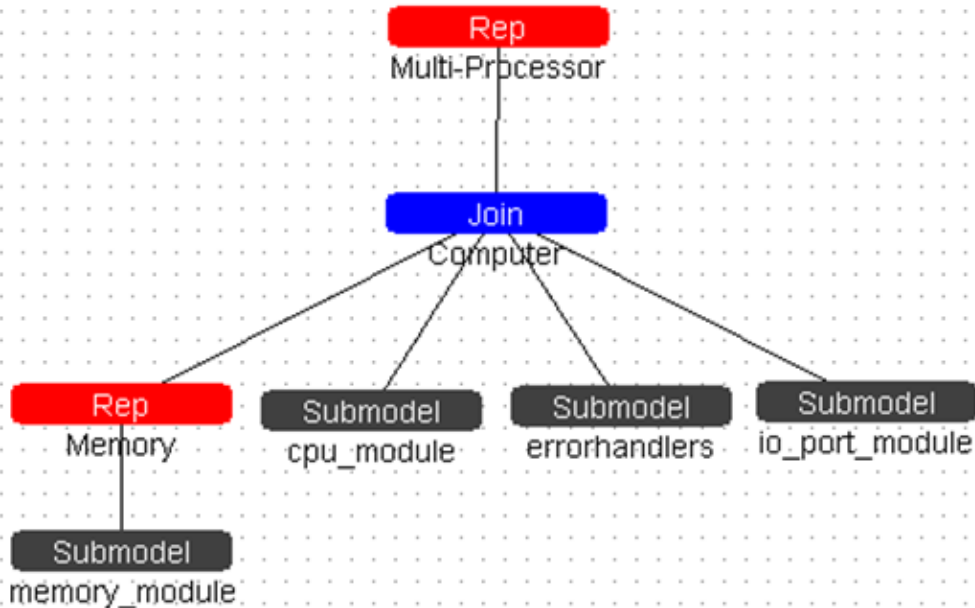 Rep
Multi-Processor
Join
Computer
Rep
Memory
Submodel
cpu_module
Submodel
errorhandlers
Submodel
io_port_module
Submodel
memory_module